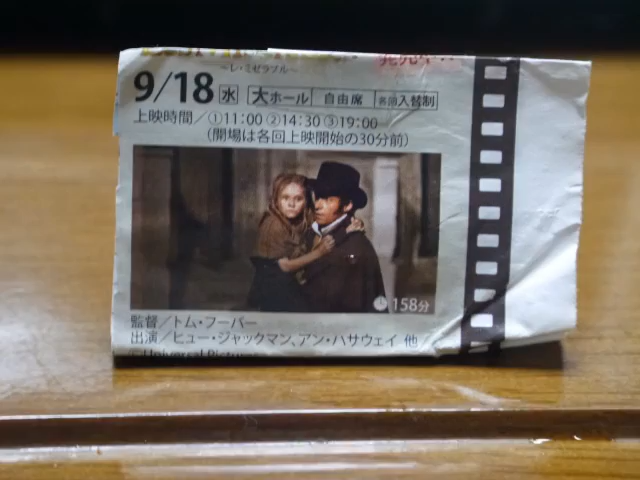 ～レ・ミゼラブル～
9/18 水 大ホール 自由席 各回入替制
上映時間／①11:00 ②14:30 ③19:00
（開場は各回上映開始の30分前）
158分
監督／トム・フーパー
出演／ヒュー・ジャックマン、アン・ハサウェイ 他
©Universal Pictures